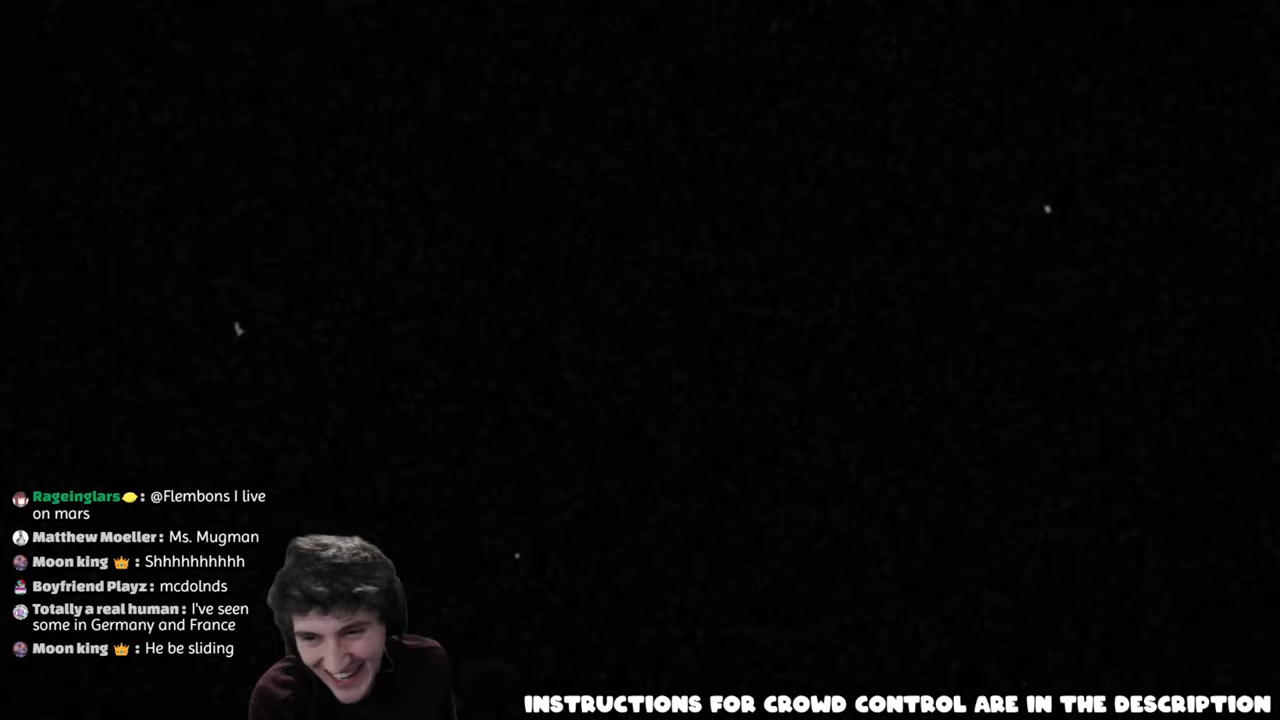 Rageinglars🍋: @Flembons I live
on mars
Matthew Moeller: Ms. Mugman
Moon king 👑: Shhhhhhhhhh
Boyfriend Playz: mcdolnds
Totally a real human: I've seen
some in Germany and France
Moon king 👑: He be sliding
INSTRUCTIONS FOR CROWD CONTROL ARE IN THE DESCRIPTION